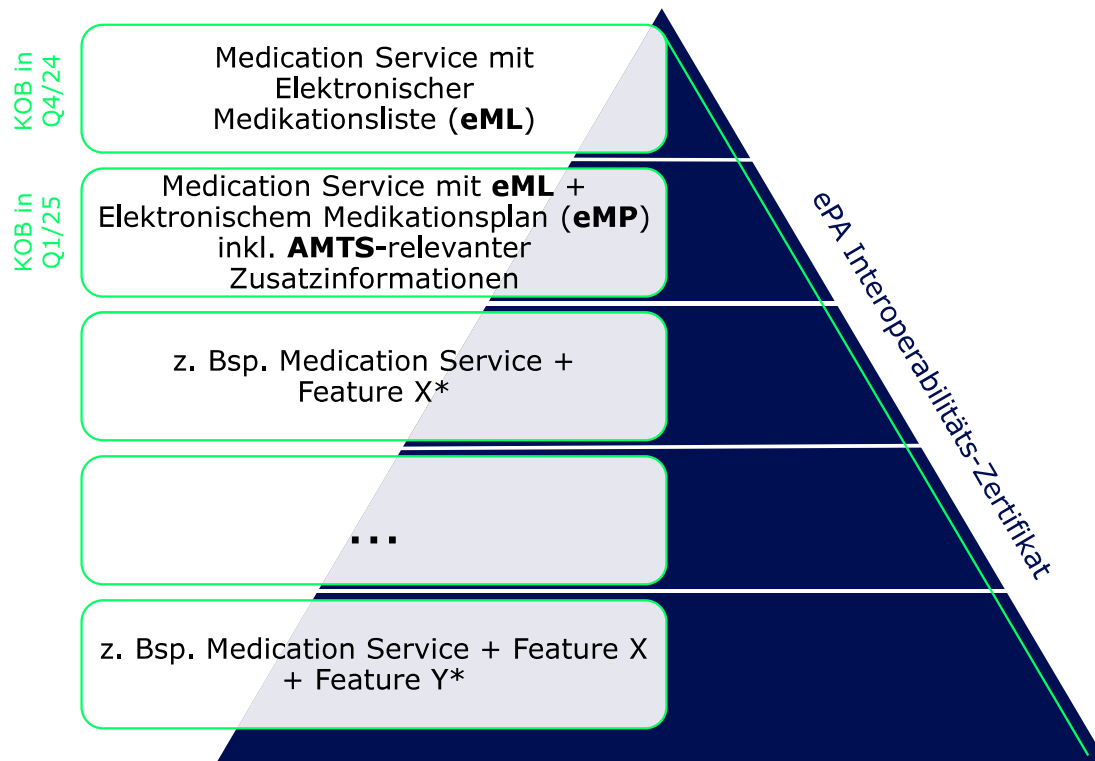 KOB in
Q4/24
Medication Service mit
Elektronischer
Medikationsliste (eML)
KOB in
Q1/25
Medication Service mit eML +
Elektronischem Medikationsplan (eMP)
inkl. AMTS-relevanter
Zusatzinformationen
z. Bsp. Medication Service +
Feature X*
...
z. Bsp. Medication Service + Feature X
+ Feature Y*
ePA Interoperabilitäts-Zertifikat